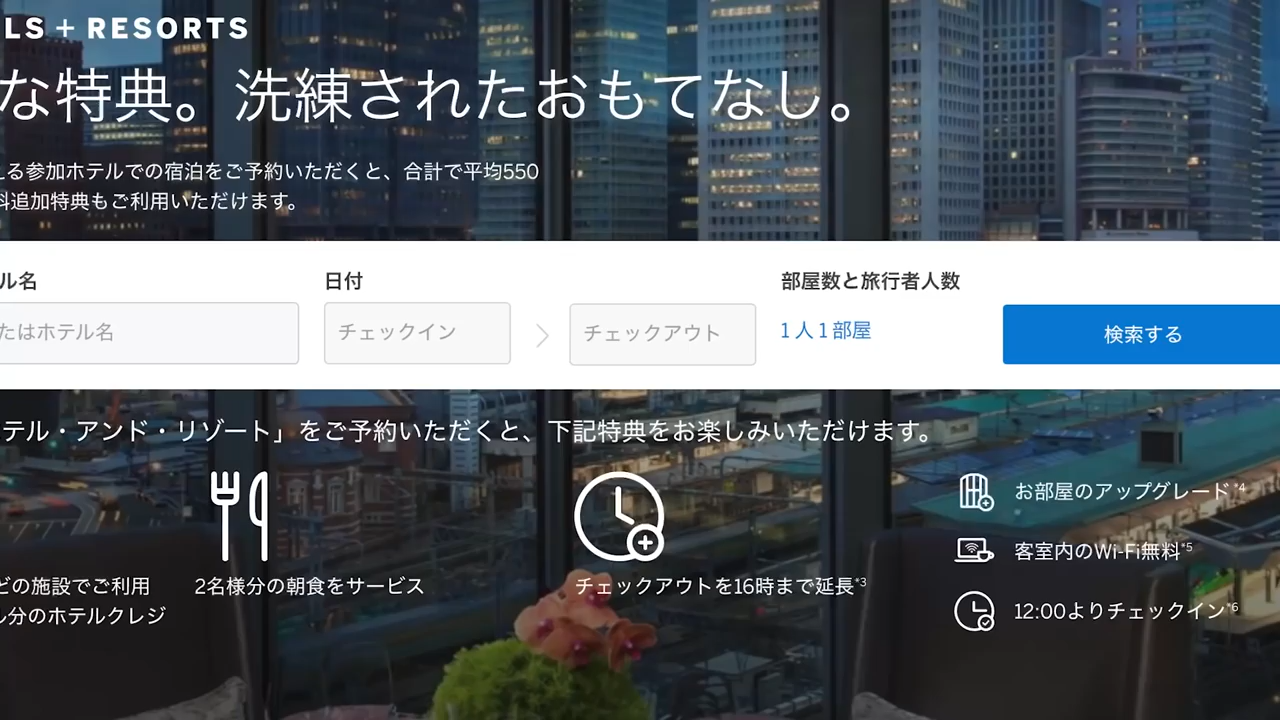 LS + RESORTS
な特典。洗練されたおもてなし。
える参加ホテルでの宿泊をご予約いただくと、合計で平均550
料追加特典もご利用いただけます。
ル名
日付
部屋数と旅行者人数
たはホテル名
チェックイン
チェックアウト
1 人 1 部屋
検索する
テル・アンド・リゾート」をご予約いただくと、下記特典をお楽しみいただけます。
お部屋のアップグレード*4
客室内のWi-Fi無料*5
どの施設でご利用
ル分のホテルクレジ
2名様分の朝食をサービス
チェックアウトを16時まで延長*3
12:00よりチェックイン*6